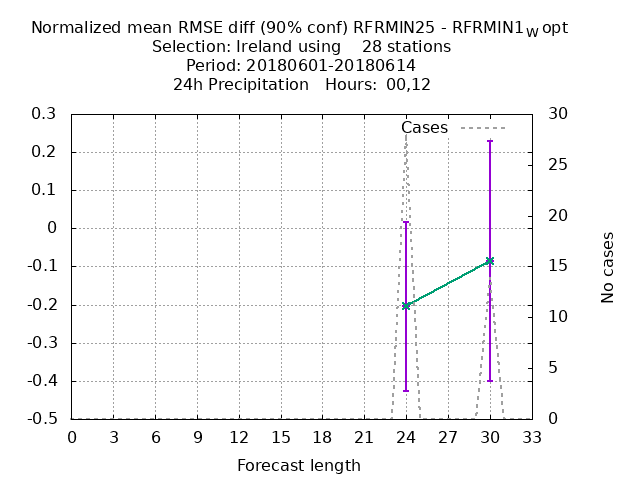 Normalized mean RMSE diff (90% conf) RFRMIN25 - RFRMIN1W opt
Selection: Ireland using 28 stations
Period: 20180601-20180614
24h Precipitation Hours: 00,12
Cases
0.3
0.2
0.1
0
-0.1
-0.2
-0.3
-0.4
-0.5
30
25
20
15
10
5
0
No cases
0 3 6 9 12 15 18 21 24 27 30 33
Forecast length